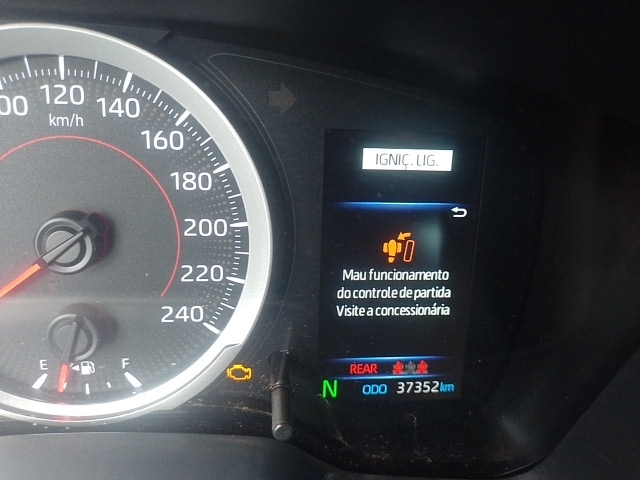 120
140
km/h
160
180
200
220
240
E F
IGNIÇ. LIG.
Mau funcionamento
do controle de partida
Visite a concessionária
REAR
N ODO 37352 km